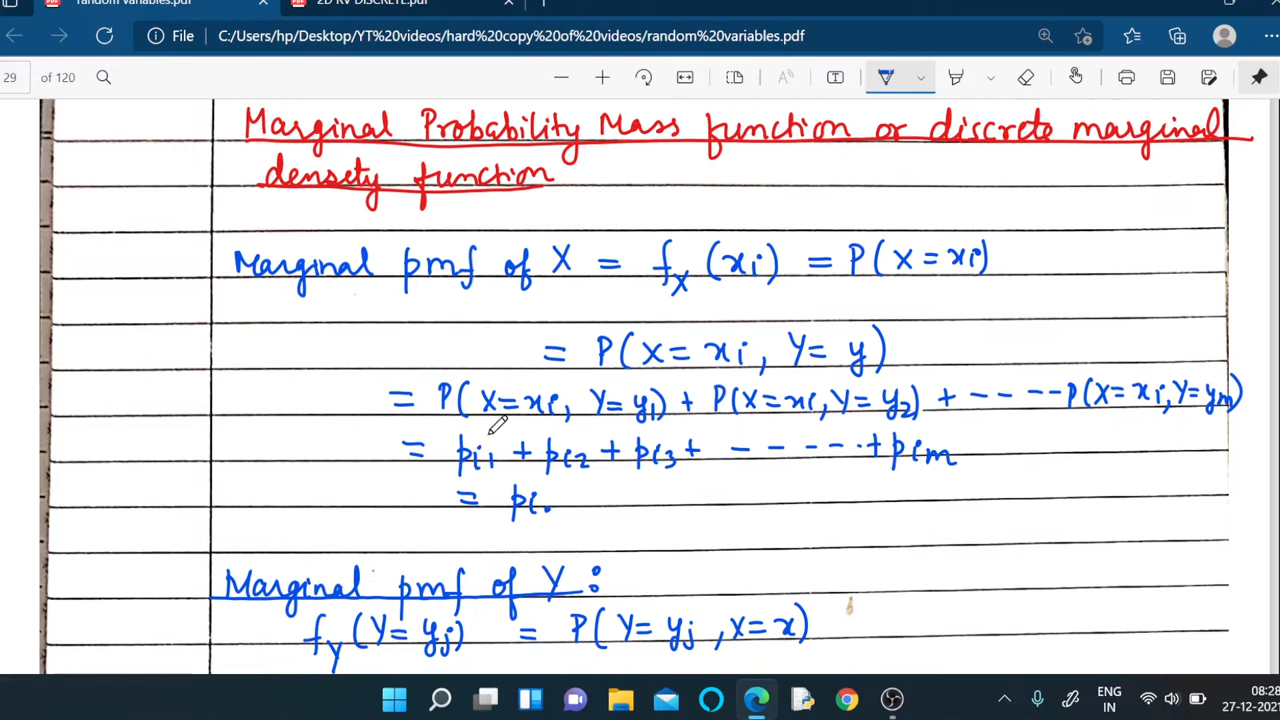 random variables.pdf
2D RV DISCRETE.pdf
File C:/Users/hp/Desktop/YT%20videos/hard%20copy%20of%20videos/random%20variables.pdf
29 of 120
Marginal Probability Mass function or discrete marginal
densety function
Marginal pmf of X = fX (xi) = P(X=xi)
= P(X=xi, Y=y)
= P(X=xi, Y=y1) + P(X=xi, Y=y2) + ------P(X=xi, Y=ym)
= pi1 + pi2 + pi3 + ------ + pim
= pi.
Marginal pmf of Y :
fY (Y=yj) = P(Y=yj, X=x)
ENG
IN
08:28
27-12-202